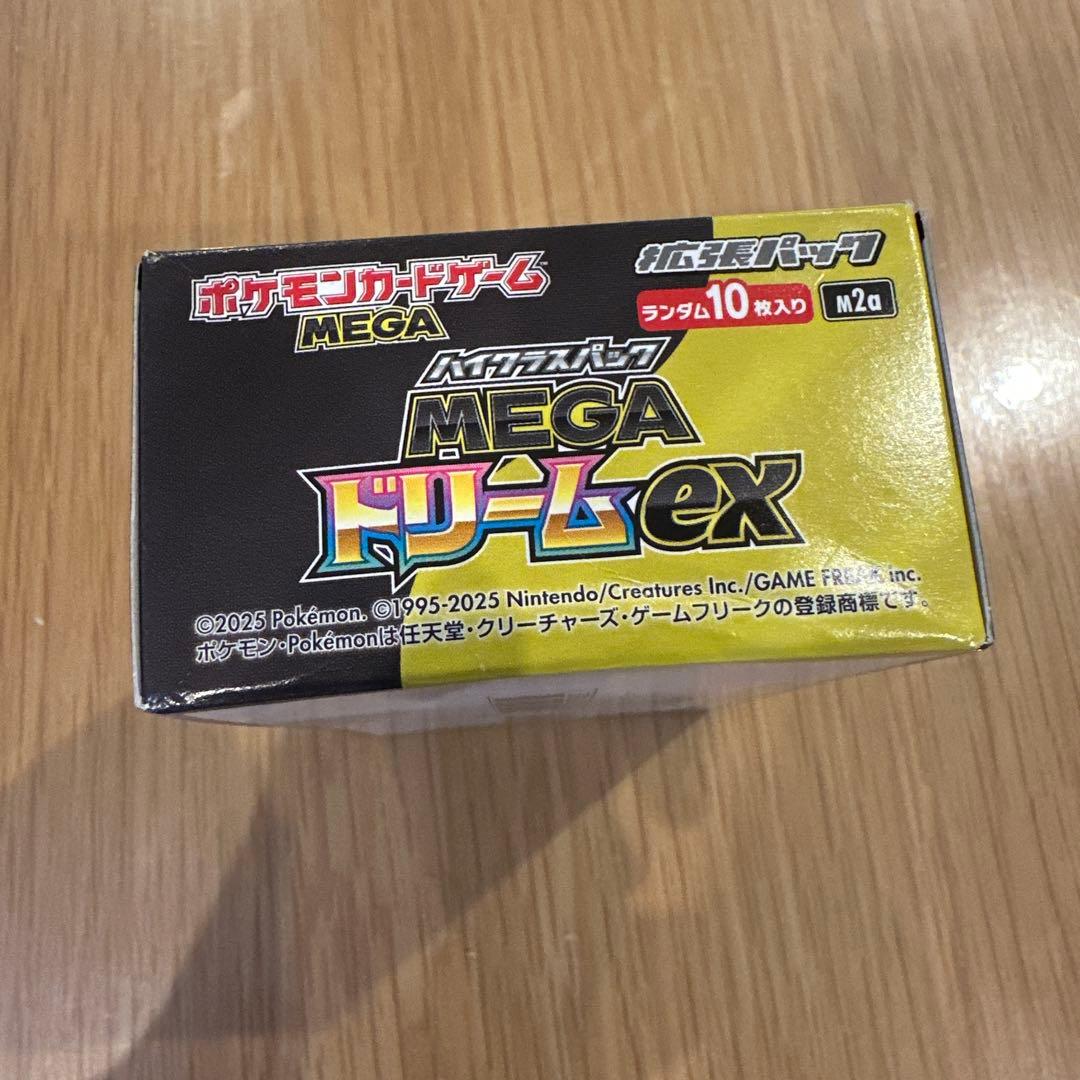 ポケモンカードゲーム™
MEGA
拡張パック
ランダム10枚入り
M2a
ハイクラスパック
MEGA
ドリームex
©2025 Pokémon. ©1995-2025 Nintendo/Creatures Inc./GAME FREAK inc.
ポケモン・Pokémonは任天堂・クリーチャーズ・ゲームフリークの登録商標です。